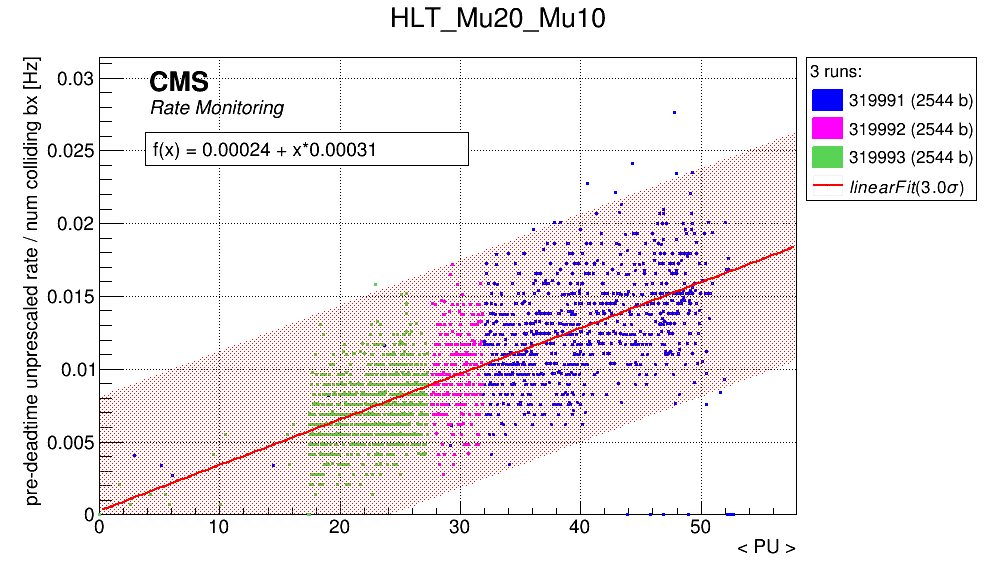 HLT_Mu20_Mu10
pre-deadtime unprescaled rate / num colliding bx [Hz]
0.03
0.025
0.02
0.015
0.01
0.005
0
CMS
Rate Monitoring
f(x) = 0.00024 + x*0.00031
3 runs:
319991 (2544 b)
319992 (2544 b)
319993 (2544 b)
linearFit(3.0σ)
0 10 20 30 40 50
< PU >